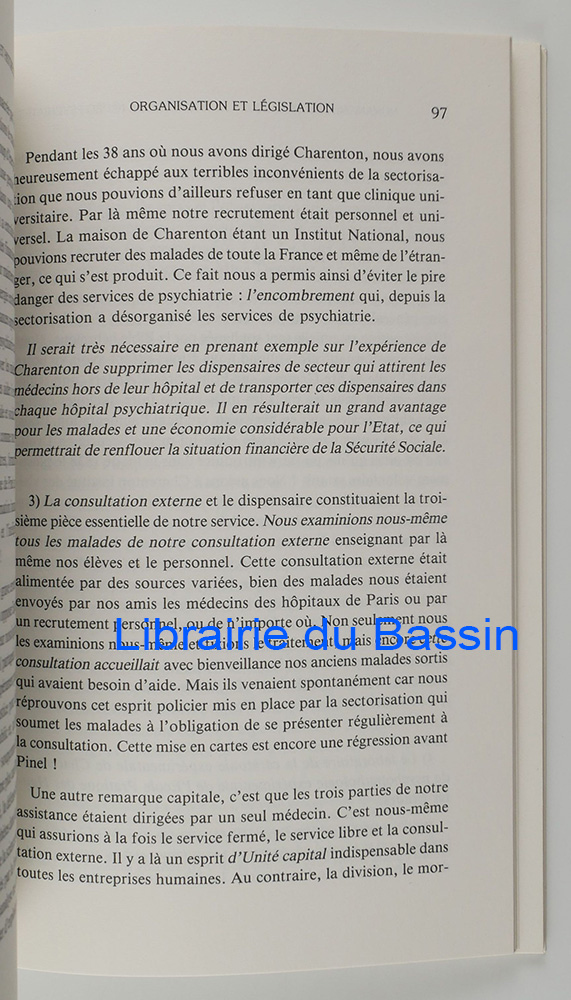 ORGANISATION ET LÉGISLATION
97
Pendant les 38 ans où nous avons dirigé Charenton, nous avons
heureusement échappé aux terribles inconvénients de la sectorisa-
tion que nous pouvions d'ailleurs refuser en tant que clinique uni-
versitaire. Par là même notre recrutement était personnel et uni-
versel. La maison de Charenton étant un Institut National, nous
pouvions recruter des malades de toute la France et même de l'étran-
ger, ce qui s'est produit. Ce fait nous a permis ainsi d'éviter le pire
danger des services de psychiatrie : l'encombrement qui, depuis la
sectorisation a désorganisé les services de psychiatrie.
Il serait très nécessaire en prenant exemple sur l'expérience de
Charenton de supprimer les dispensaires de secteur qui attirent les
médecins hors de leur hôpital et de transporter ces dispensaires dans
chaque hôpital psychiatrique. Il en résulterait un grand avantage
pour les malades et une économie considérable pour l'Etat, ce qui
permettrait de renflouer la situation financière de la Sécurité Sociale.
3) La consultation externe et le dispensaire constituaient la troi-
sième pièce essentielle de notre service. Nous examinions nous-même
tous les malades de notre consultation externe enseignant par là
même nos élèves et le personnel. Cette consultation externe était
alimentée par des sources variées, bien des malades nous étaient
envoyés par nos amis les médecins des hôpitaux de Paris ou par
un recrutement personnel, ou de n'importe où. Non seulement nous
les examinions nous-même et fixions le traitement, mais encore cette
Librairie du Bassin
consultation accueillait avec bienveillance nos anciens malades sortis
qui avaient besoin d'aide. Mais ils venaient spontanément car nous
réprouvons cet esprit policier mis en place par la sectorisation qui
soumet les malades à l'obligation de se présenter régulièrement à
la consultation. Cette mise en cartes est encore une régression avant
Pinel !
Une autre remarque capitale, c'est que les trois parties de notre
assistance étaient dirigées par un seul médecin. C'est nous-même
qui assurions à la fois le service fermé, le service libre et la consul-
tation externe. Il y a là un esprit d'Unité capital indispensable dans
toutes les entreprises humaines. Au contraire, la division, le mor-